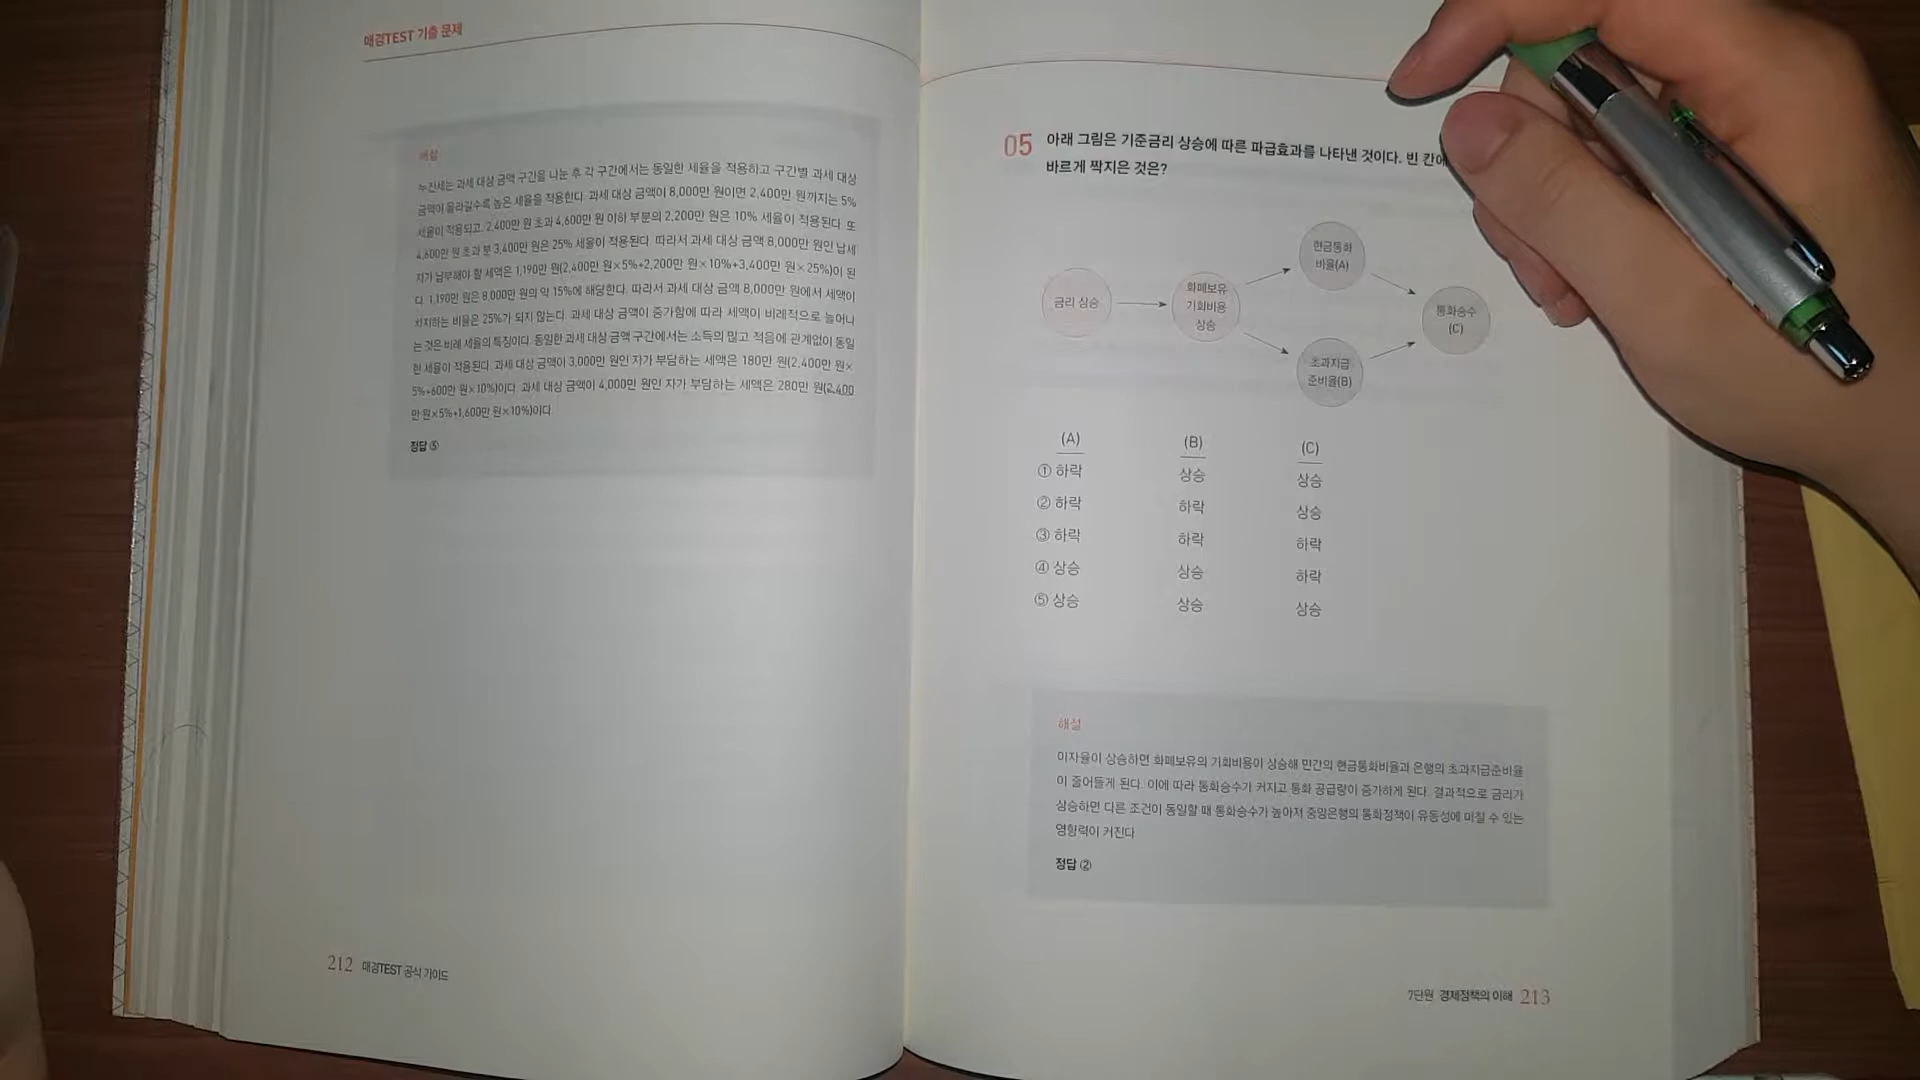 매경TEST 기출 문제
해설
누진세는 과세 대상 금액 구간을 나눈 후 각 구간에서는 동일한 세율을 적용하고 구간별 과세 대상
금액이 올라갈수록 높은 세율을 적용한다. 과세 대상 금액이 8,000만 원이면 2,400만 원까지는 5%
세율이 적용되고, 2,400만 원 초과 4,600만 원 이하 부분의 2,200만 원은 10% 세율이 적용된다. 또
4,600만 원 초과 분 3,400만 원은 25% 세율이 적용된다. 따라서 과세 대상 금액 8,000만 원인 납세
자가 납부해야 할 세액은 1,190만 원(2,400만 원×5%+2,200만 원×10%+3,400만 원×25%)이 된
다. 1,190만 원은 8,000만 원의 약 15%에 해당한다. 따라서 과세 대상 금액 8,000만 원에서 세액이
차지하는 비율은 25%가 되지 않는다. 과세 대상 금액이 증가함에 따라 세액이 비례적으로 늘어나
는 것은 비례 세율의 특징이다. 동일한 과세 대상 금액 구간에서는 소득의 많고 적음에 관계없이 동일
한 세율이 적용된다. 과세 대상 금액이 3,000만 원인 자가 부담하는 세액은 180만 원(2,400만 원×
5%+600만 원×10%)이다. 과세 대상 금액이 4,000만 원인 자가 부담하는 세액은 280만 원(2,400
만 원×5%+1,600만 원×10%)이다.
정답 ⑤
212 매경TEST 공식 가이드
05 아래 그림은 기준금리 상승에 따른 파급효과를 나타낸 것이다. 빈 칸에
바르게 짝지은 것은?
금리 상승
화폐보유
기회비용
상승
현금통화
비율(A)
초과지급
준비율(B)
통화승수
(C)
(A) (B) (C)
① 하락 상승 상승
② 하락 하락 상승
③ 하락 하락 하락
④ 상승 상승 하락
⑤ 상승 상승 상승
해설
이자율이 상승하면 화폐보유의 기회비용이 상승해 민간의 현금통화비율과 은행의 초과지급준비율
이 줄어들게 된다. 이에 따라 통화승수가 커지고 통화 공급량이 증가하게 된다. 결과적으로 금리가
상승하면 다른 조건이 동일할 때 통화승수가 높아져 중앙은행의 통화정책이 유동성에 미칠 수 있는
영향력이 커진다.
정답 ②
7단원 경제정책의 이해 213